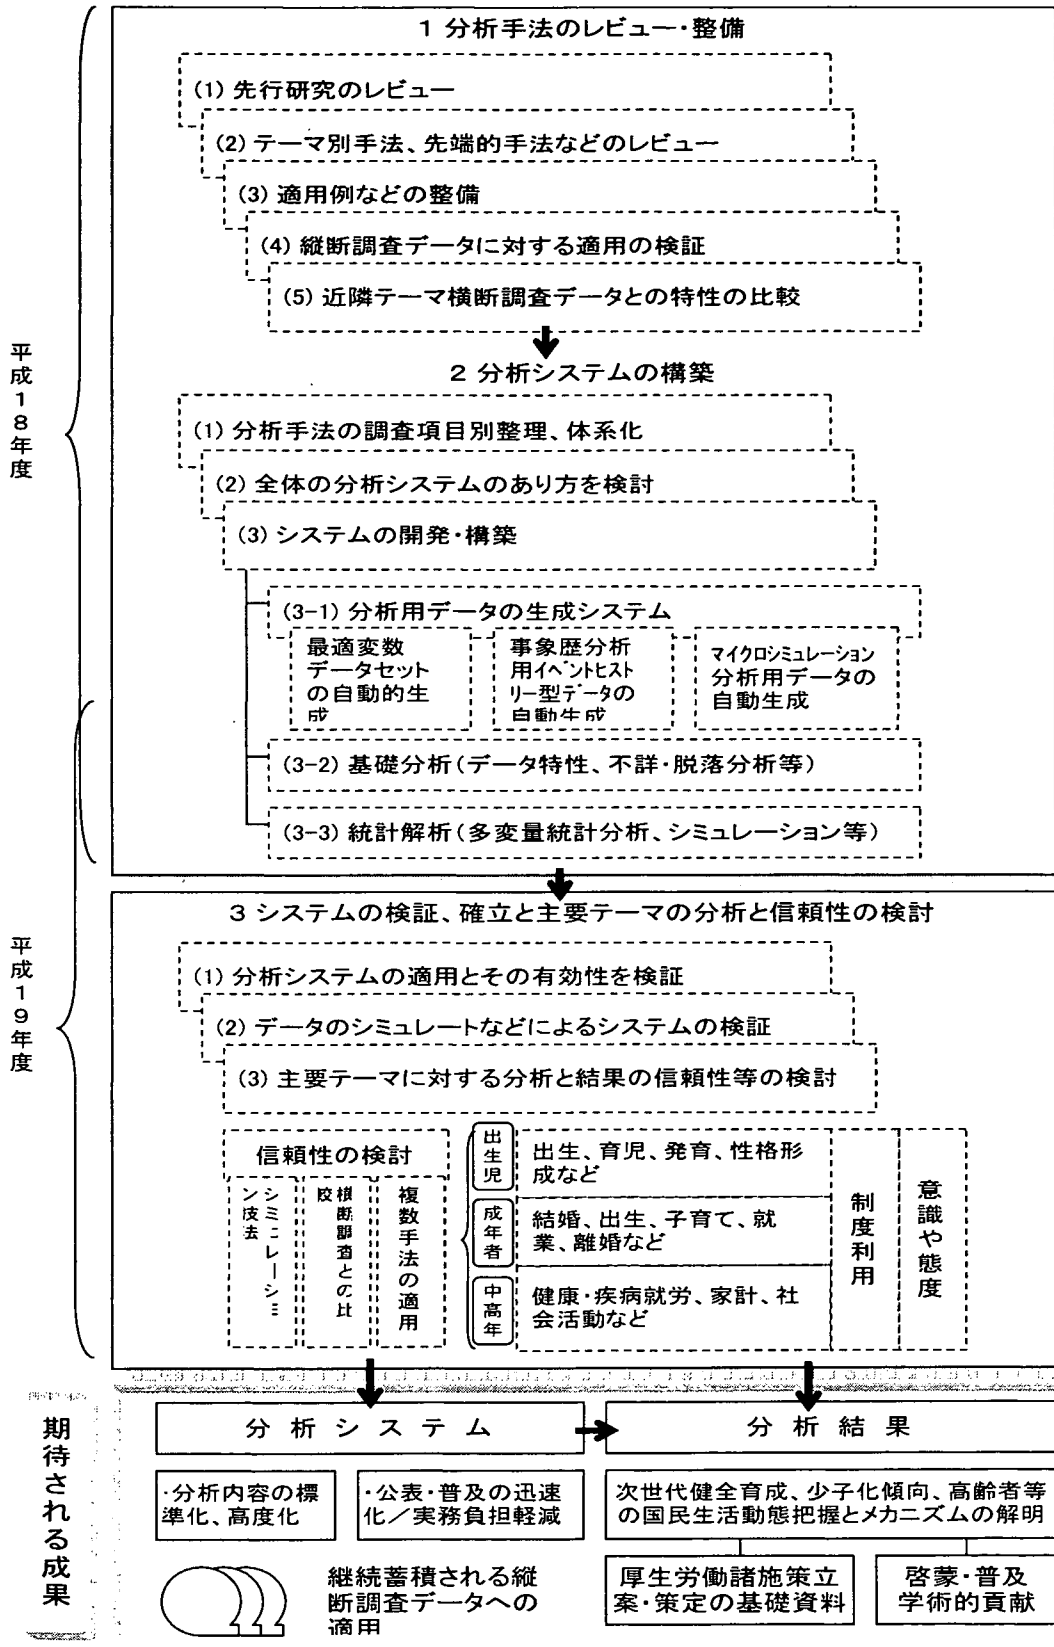 1 分析手法のレビュー・整備
(1) 先行研究のレビュー
(2) テーマ別手法、先端的手法などのレビュー
(3) 適用例などの整備
(4) 縦断調査データに対する適用の検証
(5) 近隣テーマ横断調査データとの特性の比較
平成18年度
2 分析システムの構築
(1) 分析手法の調査項目別整理、体系化
(2) 全体の分析システムのあり方を検討
(3) システムの開発・構築
(3-1) 分析用データの生成システム
最適変数
データセット
の自動的生
成
事象歴分析
用イベントヒスト
リー型データの
自動生成
マイクロシミュレーション
分析用データの
自動生成
(3-2) 基礎分析(データ特性、不詳・脱落分析等)
(3-3) 統計解析(多変量統計分析、シミュレーション等)
平成19年度
3 システムの検証、確立と主要テーマの分析と信頼性の検討
(1) 分析システムの適用とその有効性を検証
(2) データのシミュレートなどによるシステムの検証
(3) 主要テーマに対する分析と結果の信頼性等の検討
信頼性の検討
シミュレーショ
ン技法
横断調査との比
較
複数手法の適用
出生児
出生、育児、発育、性格形
成など
成年者
結婚、出生、子育て、就
業、離婚など
中高年
健康・疾病就労、家計、社
会活動など
制度利用
意識や態度
期待される成果
分析システム
分析結果
・分析内容の標
準化、高度化
・公表・普及の迅速
化／実務負担軽減
次世代健全育成、少子化傾向、高齢者等
の国民生活動態把握とメカニズムの解明
継続蓄積される縦
断調査データへの
適用
厚生労働諸施策立
案・策定の基礎資料
啓蒙・普及
学術的貢献